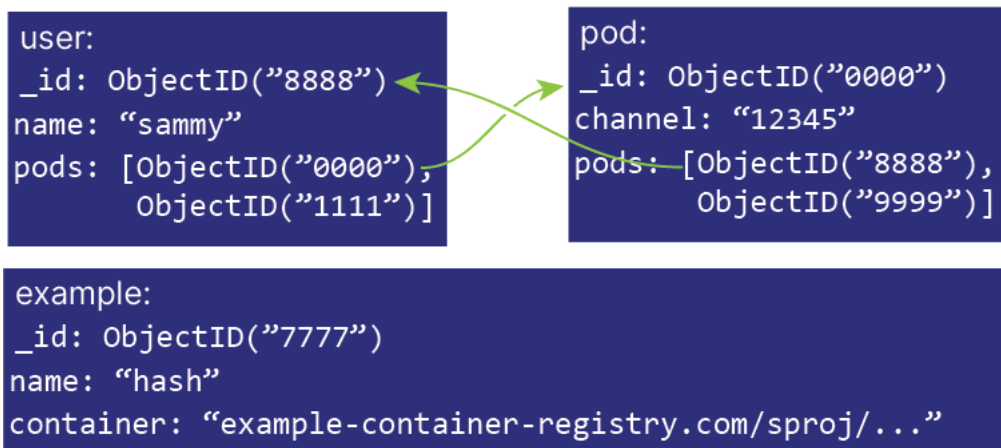 user:
_id: ObjectID(”8888”)
name: “sammy”
pods: [ObjectID(”0000”),
ObjectID(”1111”)]
pod:
_id: ObjectID(”0000”)
channel: “12345”
pods: [ObjectID(”8888”),
ObjectID(”9999”)]
example:
_id: ObjectID(”7777”)
name: “hash”
container: “example-container-registry.com/sproj/...”